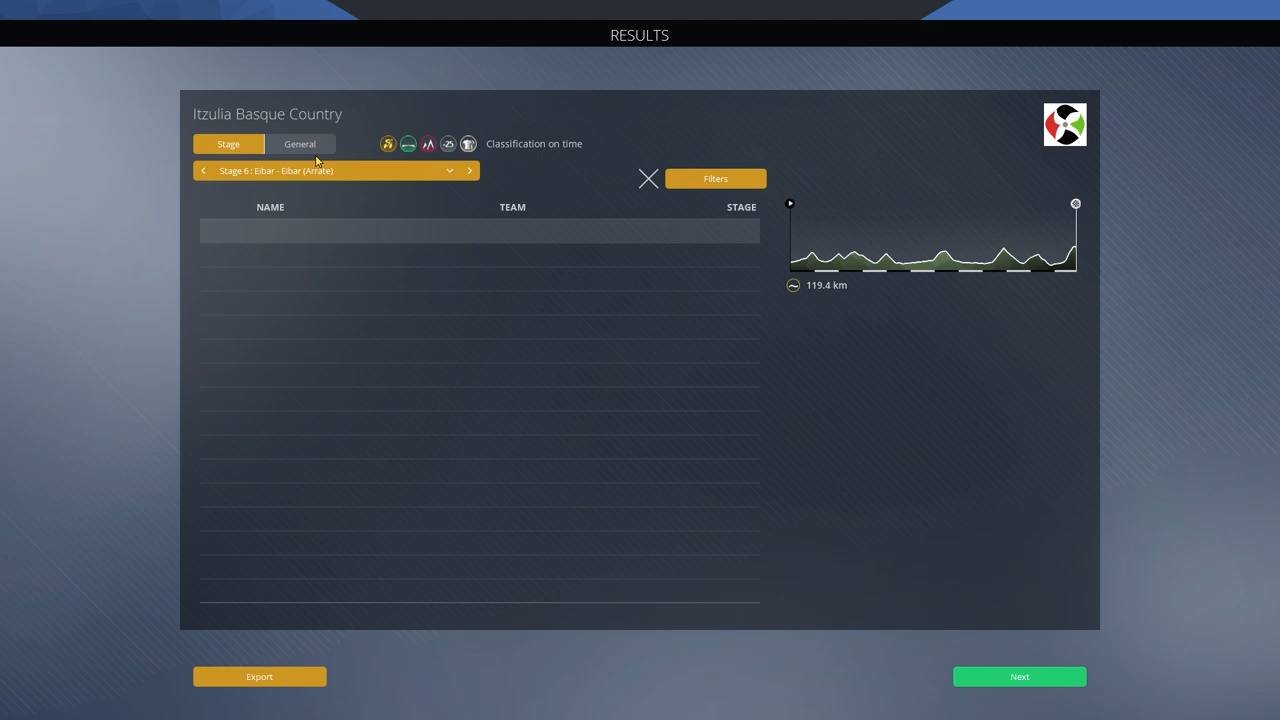 RESULTS
Itzulia Basque Country
Stage General -25 Classification on time
Stage 6 : Eibar - Eibar (Arrate)
Filters
NAME TEAM STAGE
119.4 km
Export Next